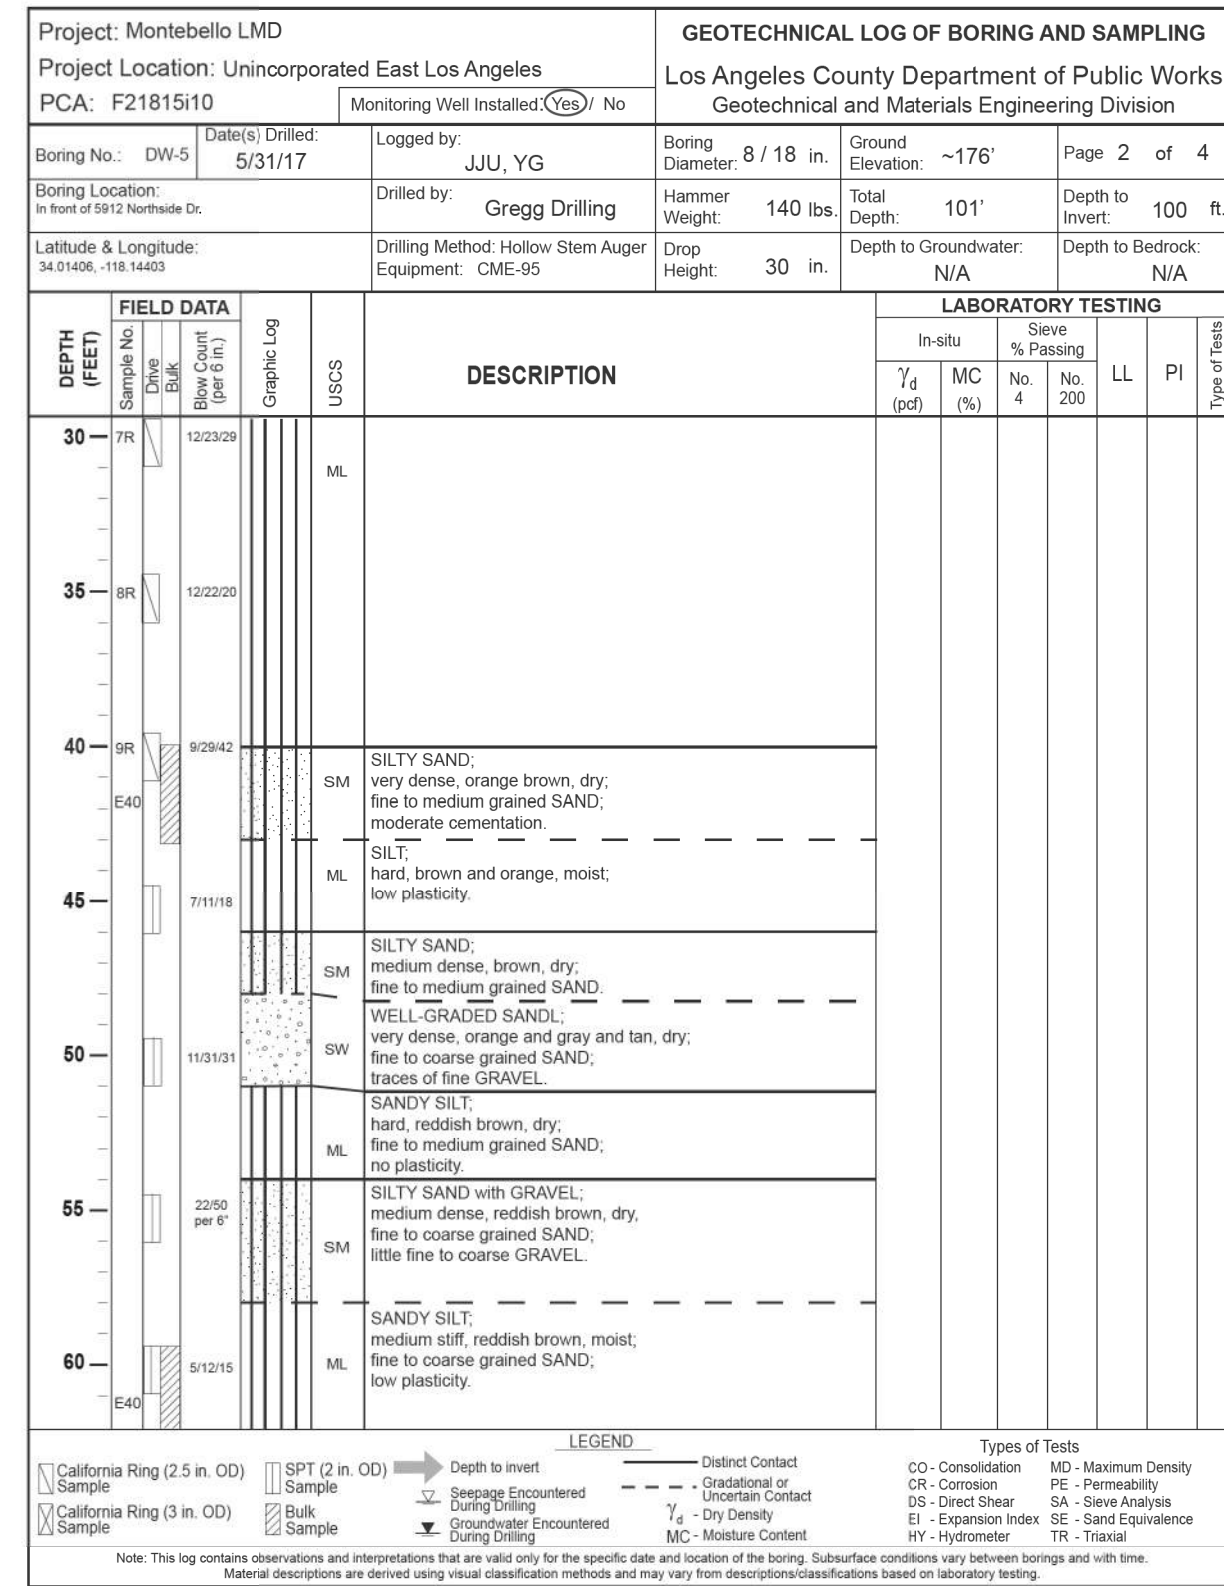 Project: Montebello LMD
Project Location: Unincorporated East Los Angeles
PCA: F21815i10
Monitoring Well Installed: Yes / No
GEOTECHNICAL LOG OF BORING AND SAMPLING
Los Angeles County Department of Public Works
Geotechnical and Materials Engineering Division
Boring No.: DW-5
Date(s) Drilled:
5/31/17
Logged by:
JJU, YG
Boring
Diameter: 8 / 18 in.
Ground
Elevation: ~176’
Page 2 of 4
Boring Location:
In front of 5912 Northside Dr.
Drilled by:
Gregg Drilling
Hammer
Weight: 140 lbs.
Total
Depth: 101’
Depth to
Invert: 100 ft.
Latitude & Longitude:
34.01406, -118.14403
Drilling Method: Hollow Stem Auger
Equipment: CME-95
Drop
Height: 30 in.
Depth to Groundwater:
N/A
Depth to Bedrock:
N/A
DEPTH
(FEET)
FIELD DATA
Sample No.
Drive
Bulk
Blow Count
(per 6 in.)
Graphic Log
USCS
DESCRIPTION
LABORATORY TESTING
In-situ
Sieve
% Passing
γd
(pcf)
MC
(%)
No.
4
No.
200
LL
PI
Type of Tests
30 7R 12/23/29
ML
35 8R 12/22/20
40 9R 9/29/42
E40
SM
SILTY SAND;
very dense, orange brown, dry;
fine to medium grained SAND;
moderate cementation.
ML
SILT;
hard, brown and orange, moist;
low plasticity.
45 7/11/18
SM
SILTY SAND;
medium dense, brown, dry;
fine to medium grained SAND.
SW
WELL-GRADED SANDL;
very dense, orange and gray and tan, dry;
fine to coarse grained SAND;
traces of fine GRAVEL.
50 11/31/31
ML
SANDY SILT;
hard, reddish brown, dry;
fine to medium grained SAND;
no plasticity.
55 22/50
per 6"
SM
SILTY SAND with GRAVEL;
medium dense, reddish brown, dry,
fine to coarse grained SAND;
little fine to coarse GRAVEL.
60 5/12/15
E40
ML
SANDY SILT;
medium stiff, reddish brown, moist;
fine to coarse grained SAND;
low plasticity.
LEGEND
California Ring (2.5 in. OD)
Sample
California Ring (3 in. OD)
Sample
SPT (2 in. OD)
Sample
Bulk
Sample
Depth to invert
Seepage Encountered
During Drilling
Groundwater Encountered
During Drilling
Distinct Contact
Gradational or
Uncertain Contact
γd - Dry Density
MC - Moisture Content
Types of Tests
CO - Consolidation MD - Maximum Density
CR - Corrosion PE - Permeability
DS - Direct Shear SA - Sieve Analysis
EI - Expansion Index SE - Sand Equivalence
HY - Hydrometer TR - Triaxial
Note: This log contains observations and interpretations that are valid only for the specific date and location of the boring. Subsurface conditions vary between borings and with time.
Material descriptions are derived using visual classification methods and may vary from descriptions/classifications based on laboratory testing.